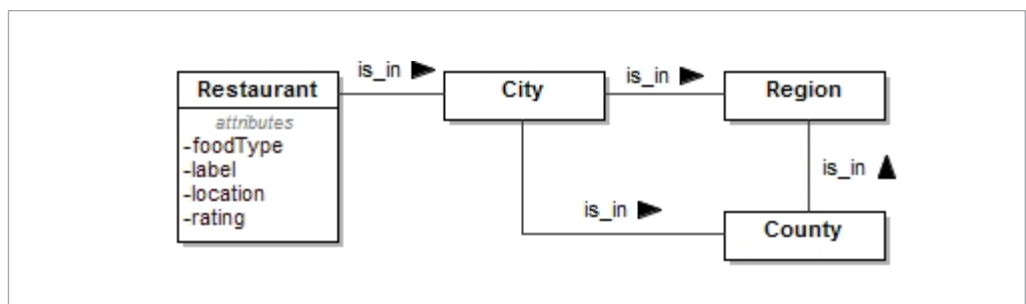 Restaurant
attributes
-foodType
-label
-location
-rating
is_in
City
is_in
Region
is_in
is_in
County